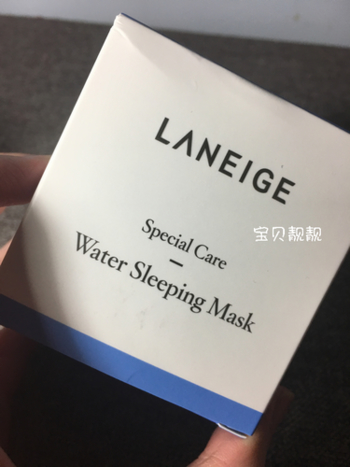 LANEIGE
宝贝靓靓
Special Care
Water Sleeping Mask